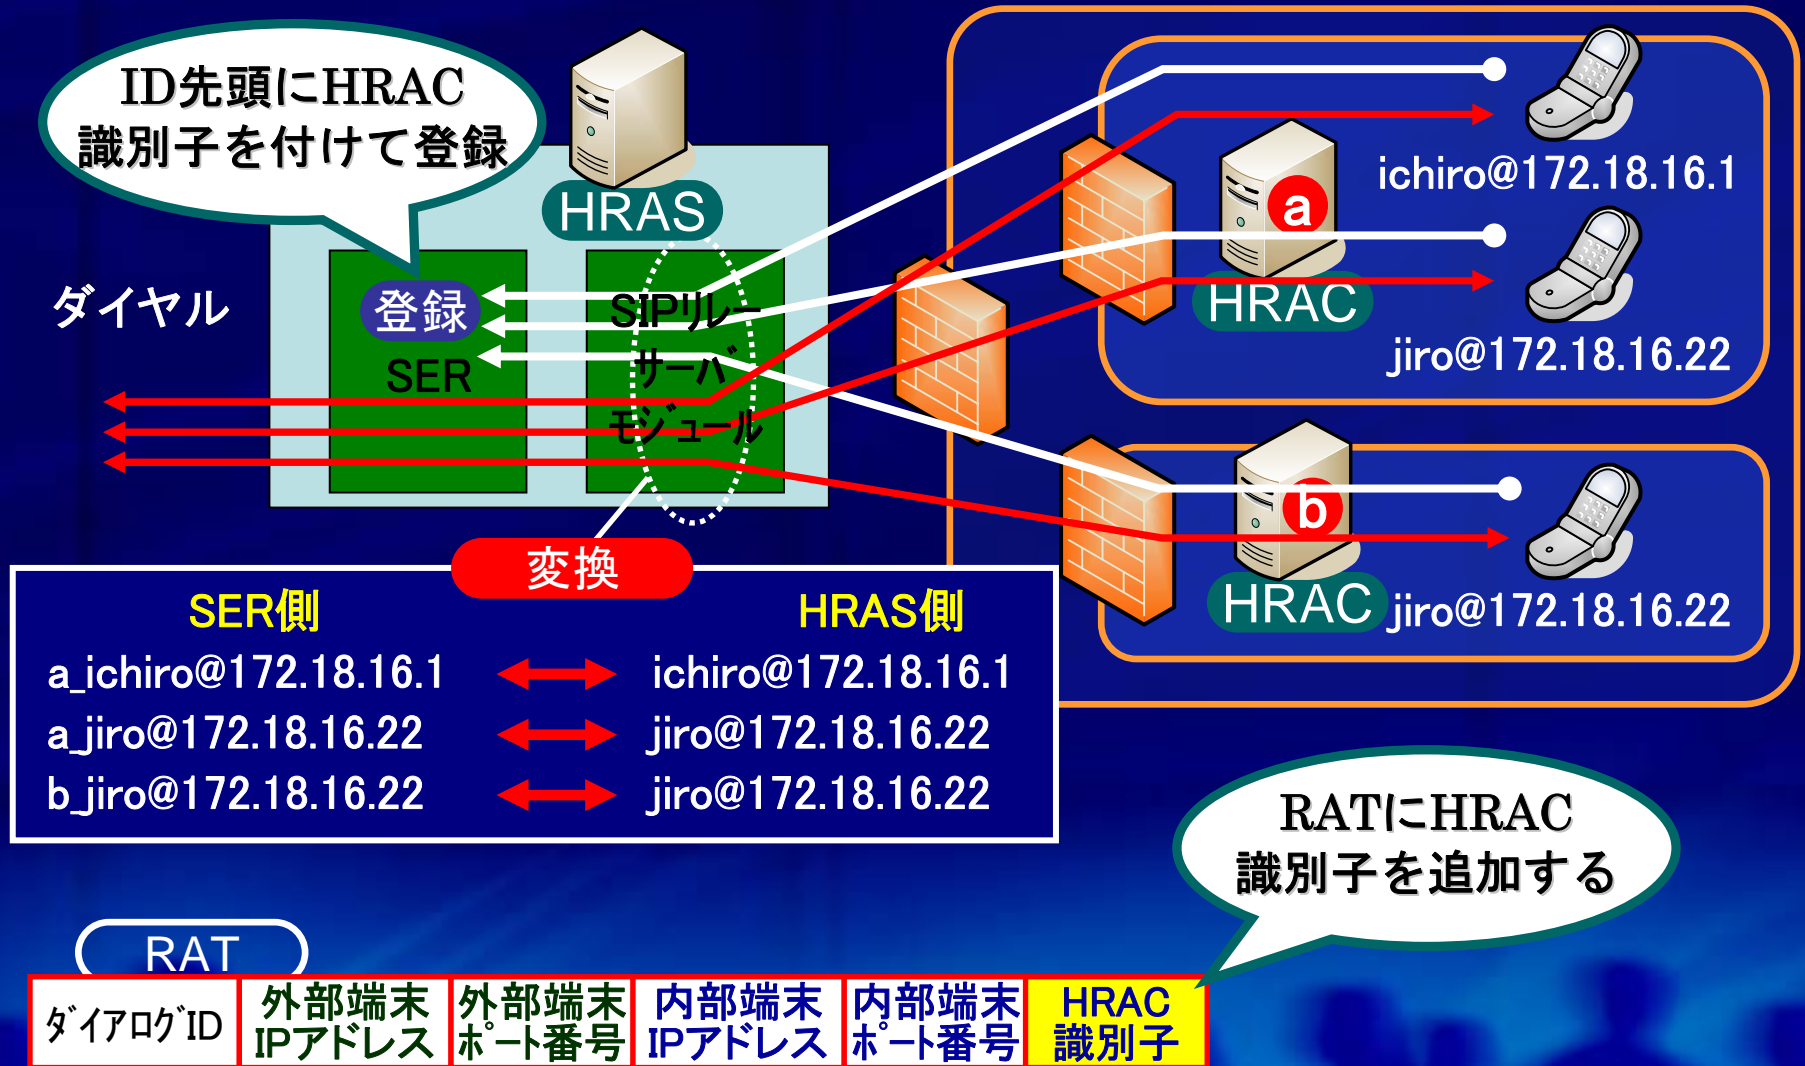 ID先頭にHRAC
識別子を付けて登録
HRAS
ダイヤル
登録
SER
SIPリレー
サーバ
モジュール
a
HRAC
ichiro@172.18.16.1
jiro@172.18.16.22
b
HRAC
jiro@172.18.16.22
変換
SER側
HRAS側
a_ichiro@172.18.16.1
ichiro@172.18.16.1
a_jiro@172.18.16.22
jiro@172.18.16.22
b_jiro@172.18.16.22
jiro@172.18.16.22
RATにHRAC
識別子を追加する
RAT
ダイアログID
外部端末
IPアドレス
外部端末
ポート番号
内部端末
IPアドレス
内部端末
ポート番号
HRAC
識別子